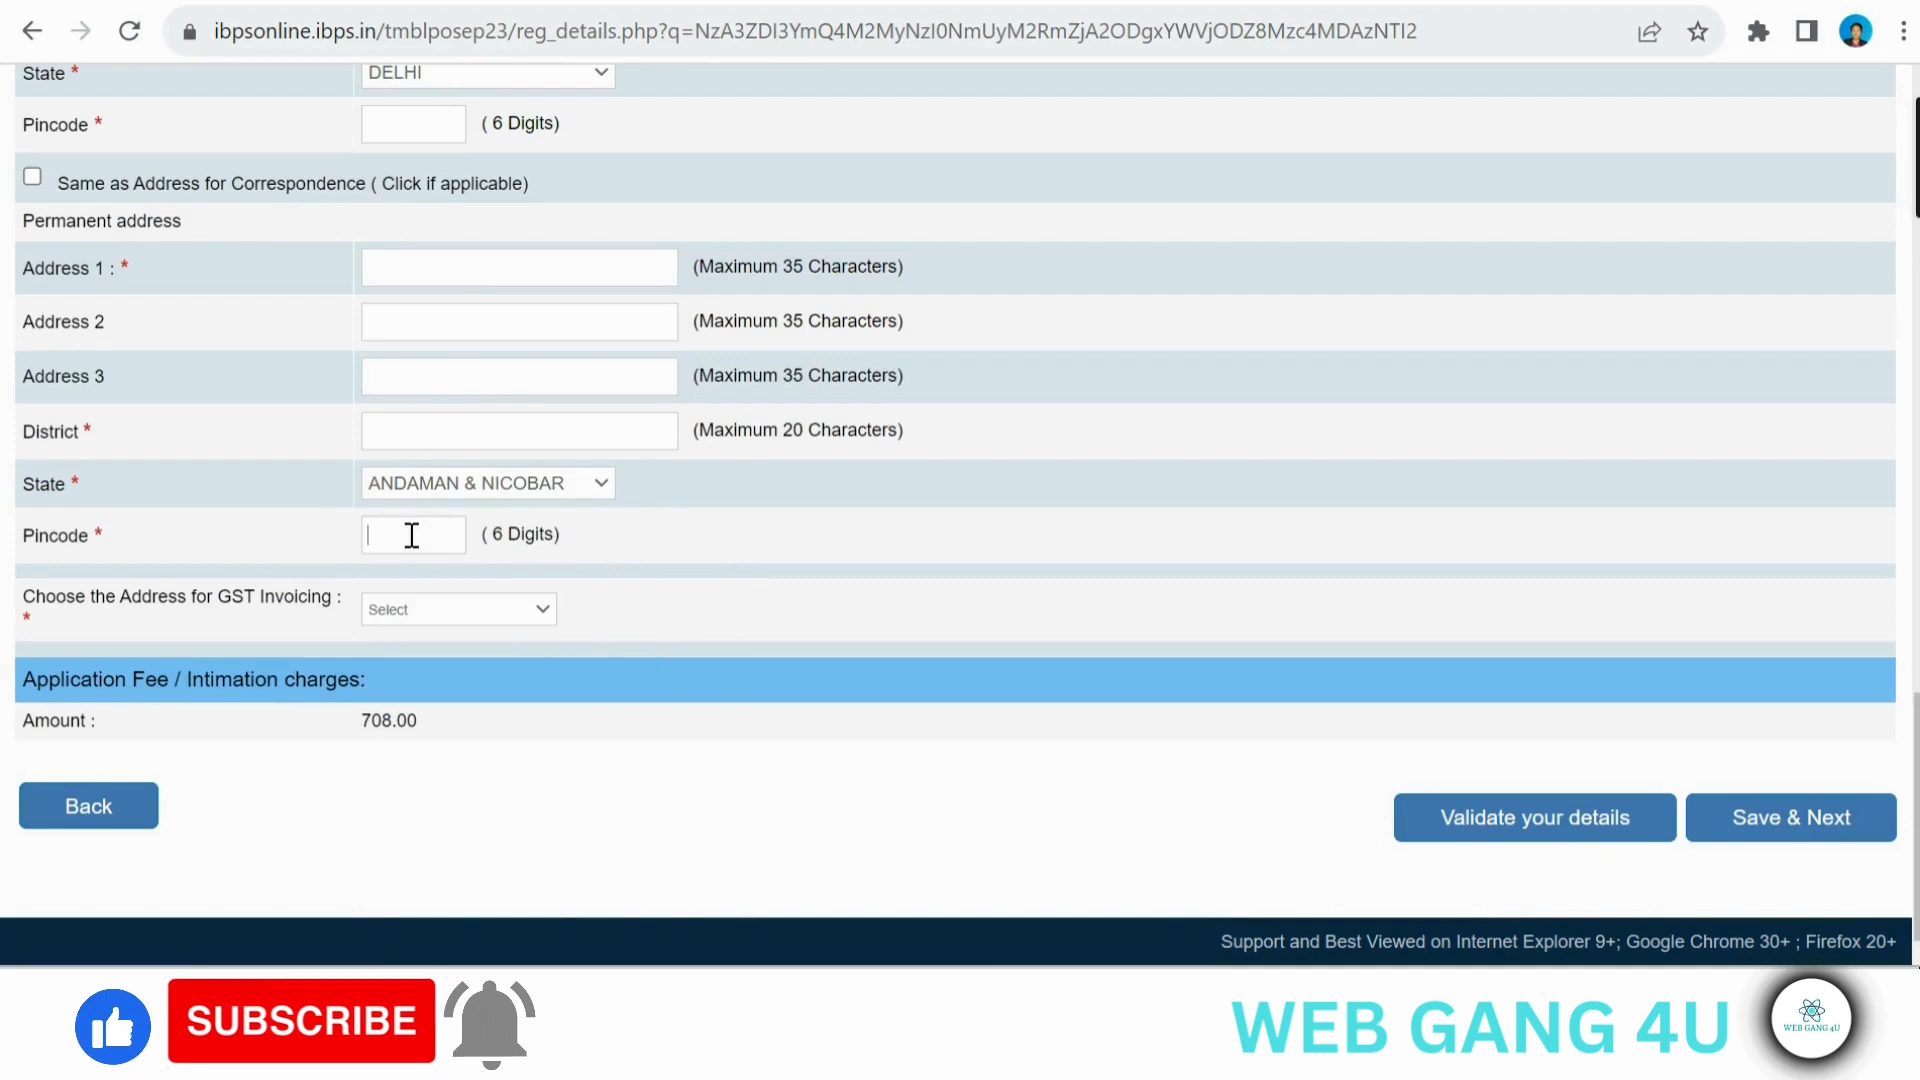 ibpsonline.ibps.in/tmblposep23/reg_details.php?q=NzA3ZDI3YmQ4M2MyNzI0NmUyM2RmZjA2ODgxYWVjODZ8Mzc4MDAzNTI2
State * DELHI
Pincode * ( 6 Digits)
Same as Address for Correspondence ( Click if applicable)
Permanent address
Address 1 : * (Maximum 35 Characters)
Address 2 (Maximum 35 Characters)
Address 3 (Maximum 35 Characters)
District * (Maximum 20 Characters)
State * ANDAMAN & NICOBAR
Pincode * ( 6 Digits)
Choose the Address for GST Invoicing :
* Select
Application Fee / Intimation charges:
Amount : 708.00
Back Validate your details Save & Next
Support and Best Viewed on Internet Explorer 9+; Google Chrome 30+ ; Firefox 20+
SUBSCRIBE WEB GANG 4U
WEB GANG 4U